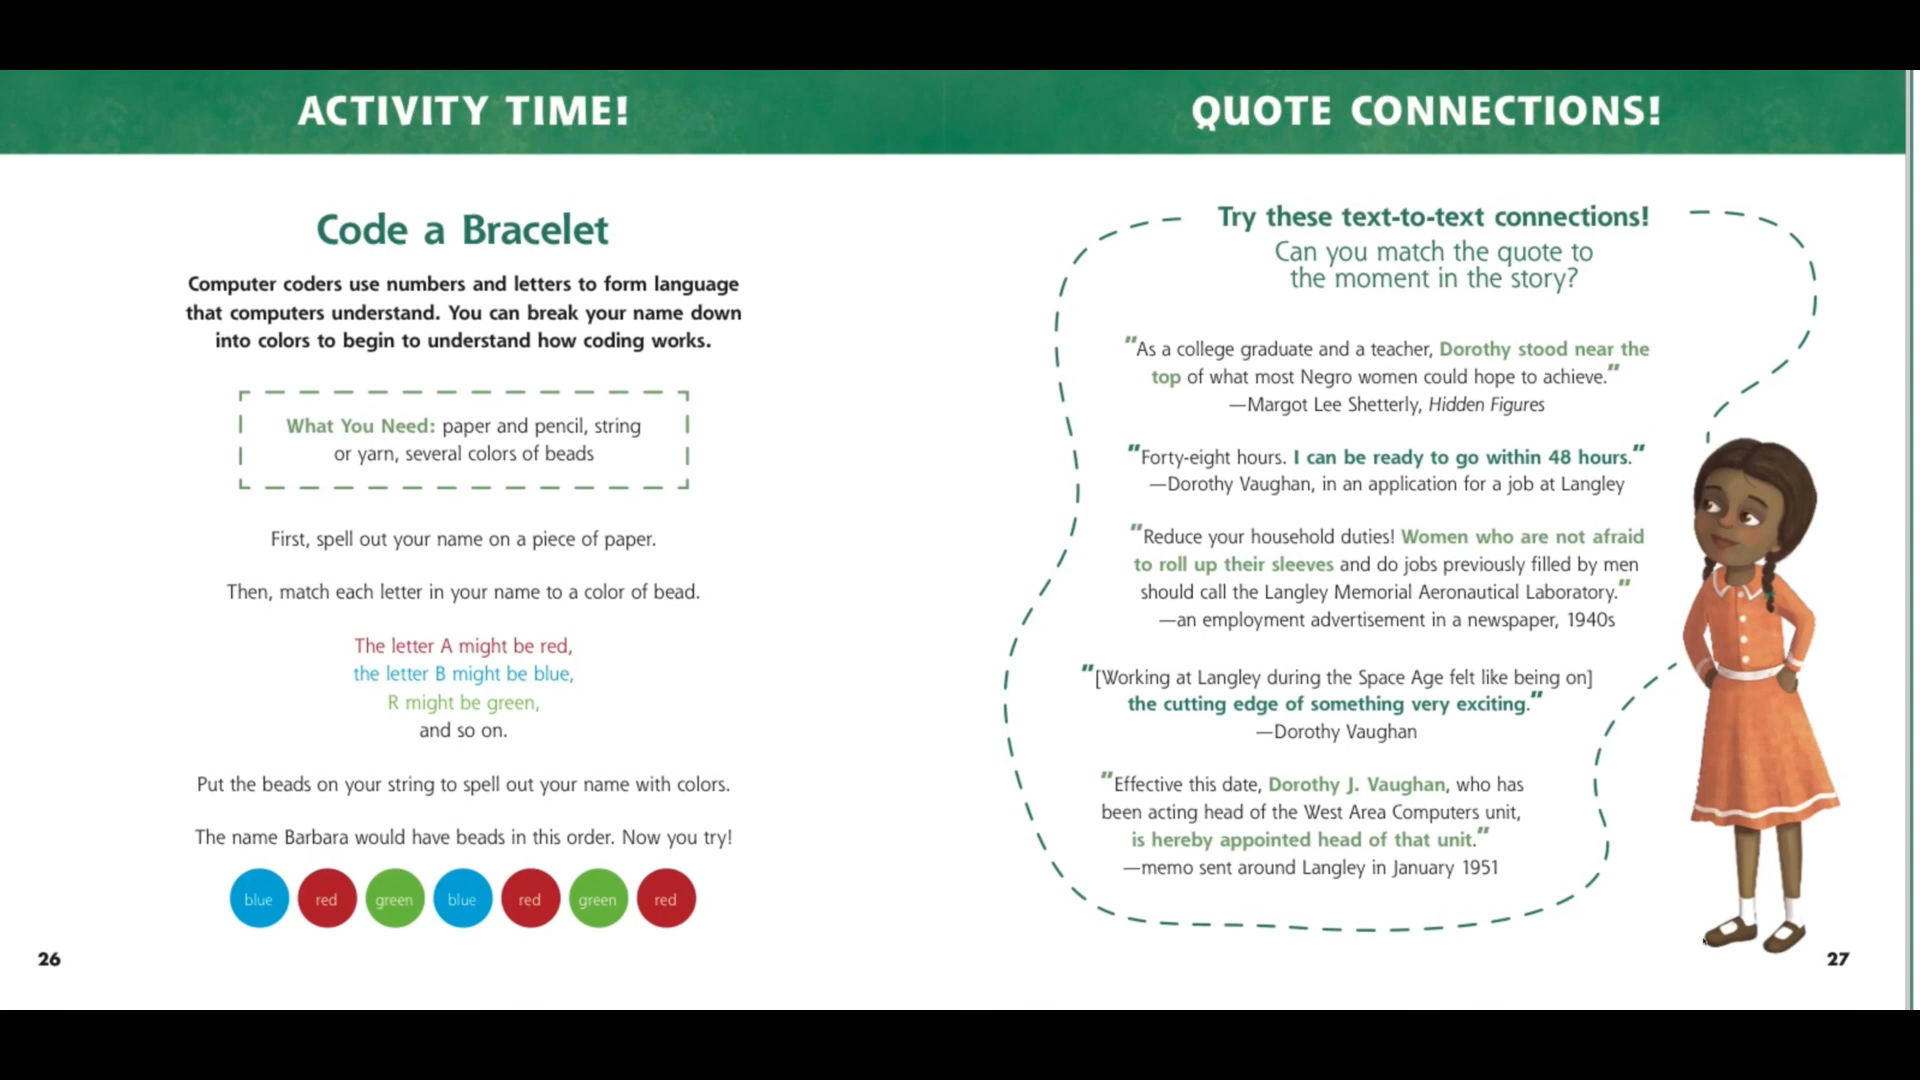 ACTIVITY TIME!
Code a Bracelet
Computer coders use numbers and letters to form language
that computers understand. You can break your name down
into colors to begin to understand how coding works.
What You Need: paper and pencil, string
or yarn, several colors of beads
First, spell out your name on a piece of paper.
Then, match each letter in your name to a color of bead.
The letter A might be red,
the letter B might be blue,
R might be green,
and so on.
Put the beads on your string to spell out your name with colors.
The name Barbara would have beads in this order. Now you try!
blue red green blue red green red
26
QUOTE CONNECTIONS!
Try these text-to-text connections!
Can you match the quote to
the moment in the story?
"As a college graduate and a teacher, Dorothy stood near the
top of what most Negro women could hope to achieve."
—Margot Lee Shetterly, Hidden Figures
"Forty-eight hours. I can be ready to go within 48 hours."
—Dorothy Vaughan, in an application for a job at Langley
"Reduce your household duties! Women who are not afraid
to roll up their sleeves and do jobs previously filled by men
should call the Langley Memorial Aeronautical Laboratory."
—an employment advertisement in a newspaper, 1940s
"[Working at Langley during the Space Age felt like being on]
the cutting edge of something very exciting."
—Dorothy Vaughan
"Effective this date, Dorothy J. Vaughan, who has
been acting head of the West Area Computers unit,
is hereby appointed head of that unit."
—memo sent around Langley in January 1951
27